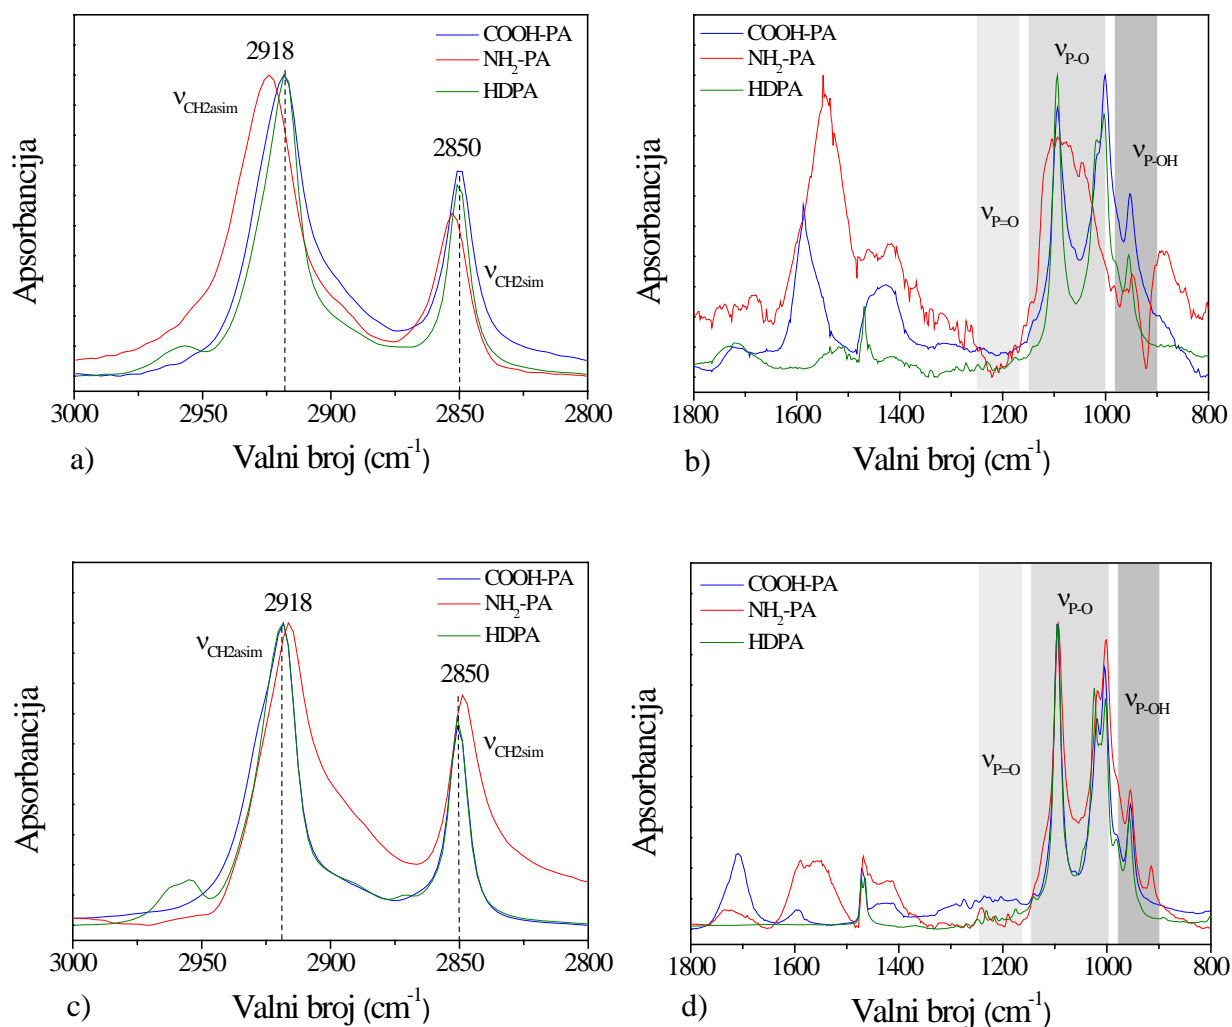 COOH-PA
NH2-PA
HDPA
2918
νCH2asim
2850
νCH2sim
Apsorbancija
3000 2950 2900 2850 2800
Valni broj (cm-1)
a)
COOH-PA
NH2-PA
HDPA
νP-O
νP-OH
νP=O
Apsorbancija
1800 1600 1400 1200 1000 800
Valni broj (cm-1)
b)
COOH-PA
NH2-PA
HDPA
2918
νCH2asim
2850
νCH2sim
Apsorbancija
3000 2950 2900 2850 2800
Valni broj (cm-1)
c)
COOH-PA
NH2-PA
HDPA
νP-O
νP-OH
νP=O
Apsorbancija
1800 1600 1400 1200 1000 800
Valni broj (cm-1)
d)